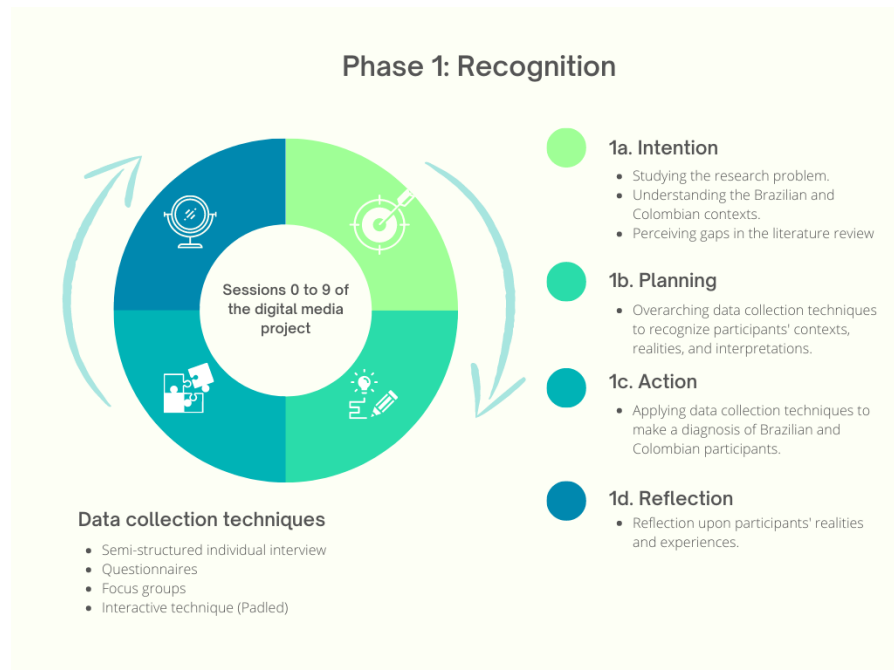 Phase 1: Recognition
Sessions 0 to 9 of
the digital media
project
1a. Intention
Studying the research problem.
Understanding the Brazilian and
Colombian contexts.
Perceiving gaps in the literature review
1b. Planning
Overarching data collection techniques
to recognize participants' contexts,
realities, and interpretations.
1c. Action
Applying data collection techniques to
make a diagnosis of Brazilian and
Colombian participants.
1d. Reflection
Reflection upon participants' realities
and experiences.
Data collection techniques
Semi-structured individual interview
Questionnaires
Focus groups
Interactive technique (Padled)